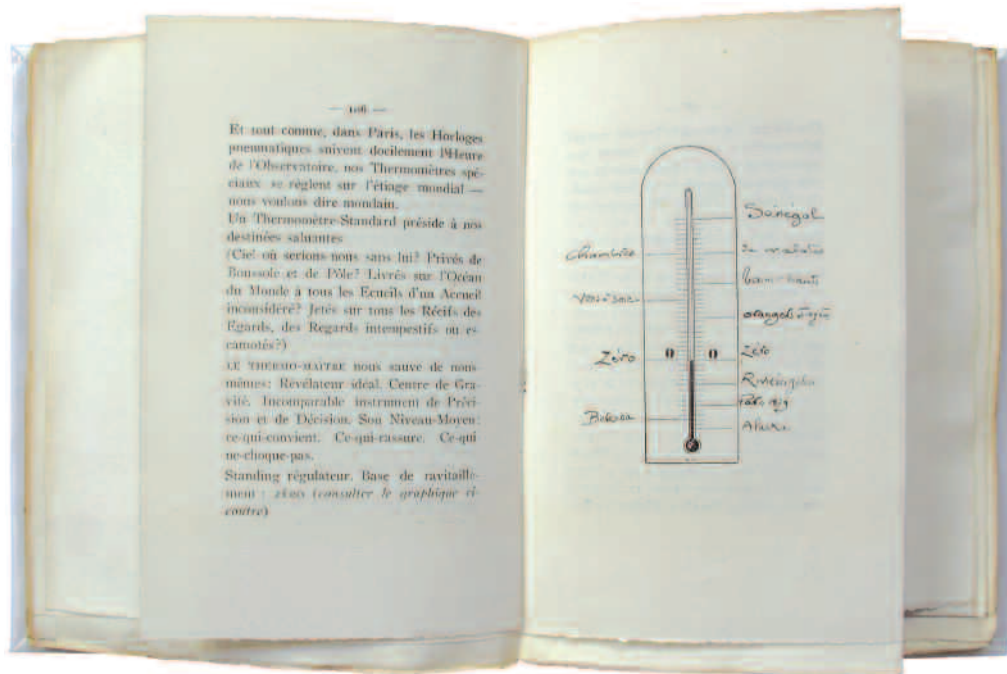 — 106 —
Et tout comme, dans Paris, les Horloges
pneumatiques suivent docilement l'Heure
de l'Observatoire, nos Thermomètres spé-
ciaux se règlent sur l'étiage mondial —
nous voulons dire mondain.
Un Thermomètre-Standard préside à nos
destinées saluantes
(Ciel où serions-nous sans lui? Privés de
Boussole et de Pôle? Livrés sur l'Océan
du Monde à tous les Ecueils d'un Accueil
inconsidéré? Jetés sur tous les Récifs des
Egards, des Regards intempestifs ou es-
camotés?)
LE THERMO-MAÎTRE nous sauve de nous-
mêmes: Révélateur idéal. Centre de Gra-
vité. Incomparable instrument de Préci-
sion et de Décision. Son Niveau-Moyen:
ce-qui-convient. Ce-qui-rassure. Ce-qui
ne-choque-pas.
Standing régulateur. Base de ravitaille-
ment : zéro (consulter le graphique ci-
contre)
Sénégal
Chambre de malades
orangers
Zéro 0 0 Zéro